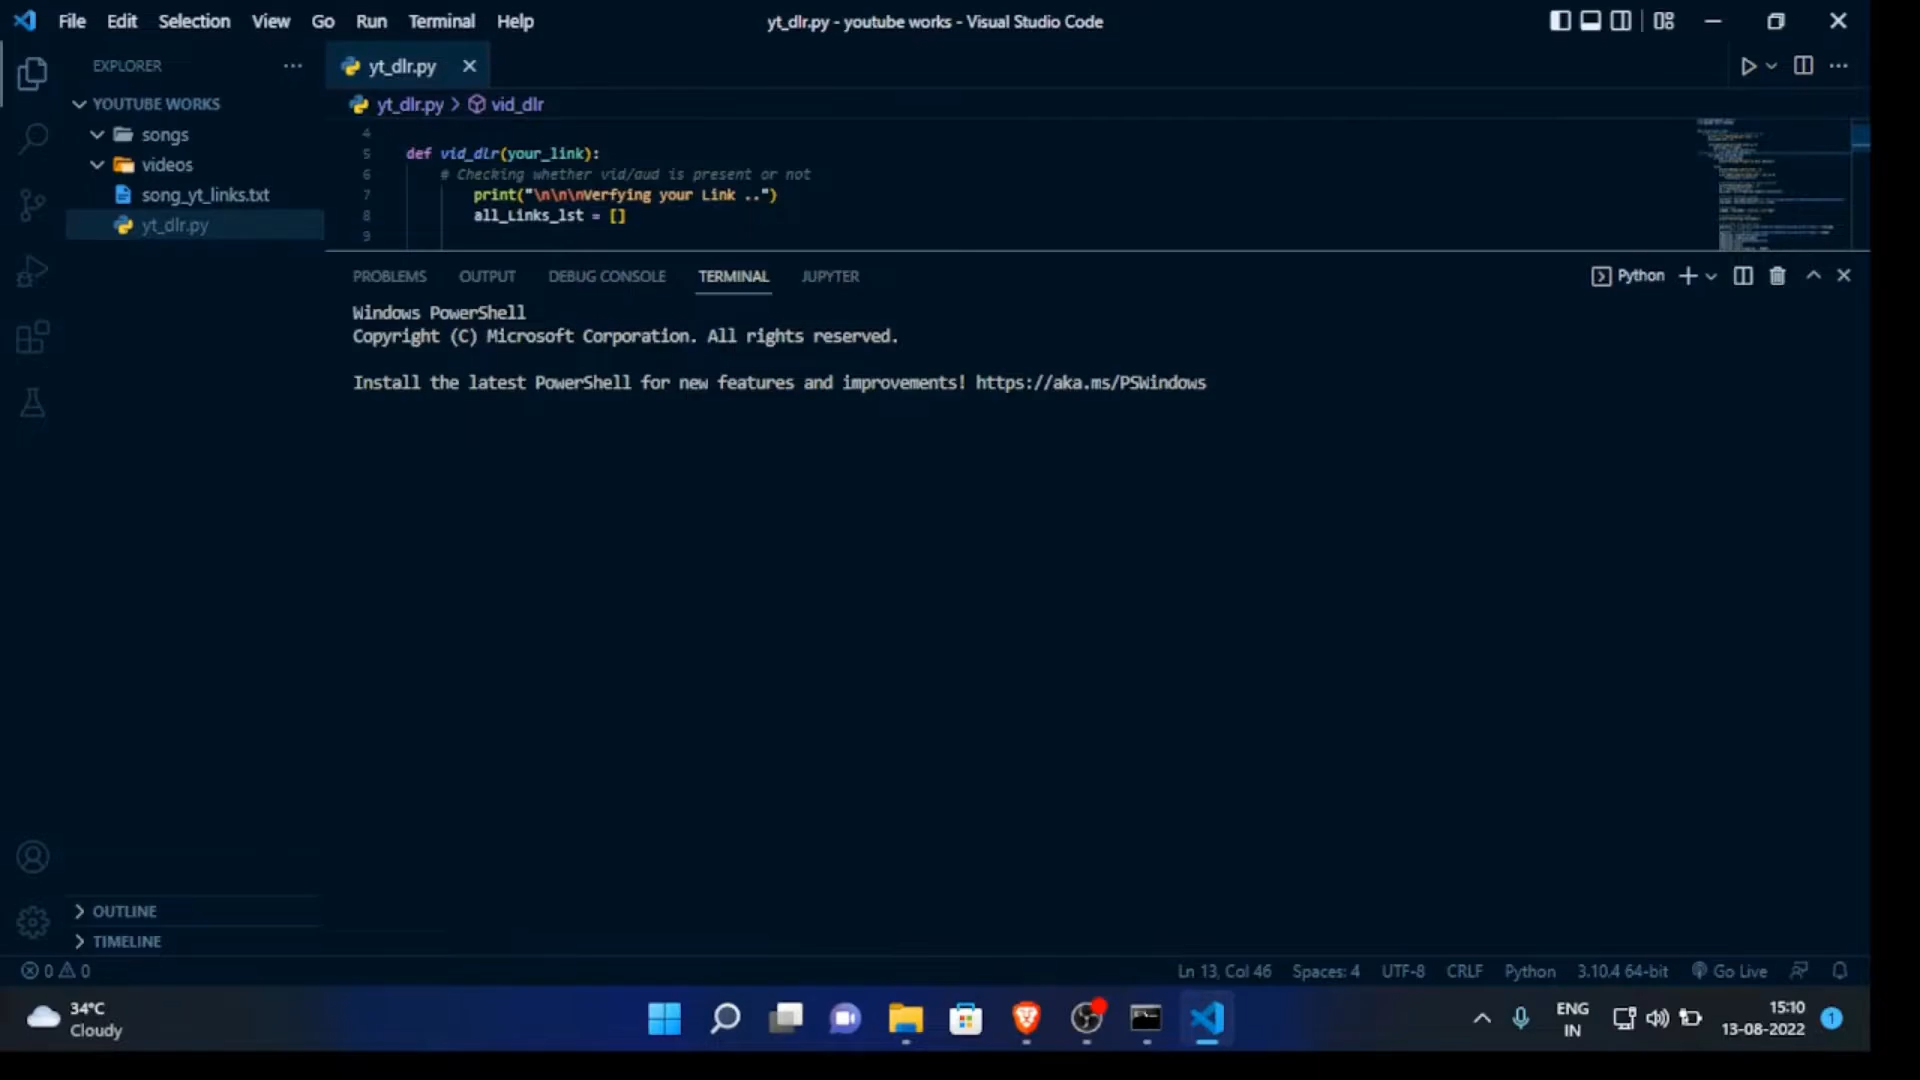 File Edit Selection View Go Run Terminal Help
yt_dlr.py - youtube works - Visual Studio Code
EXPLORER
YOUTUBE WORKS
songs
videos
song_yt_links.txt
yt_dlr.py
yt_dlr.py
yt_dlr.py > vid_dlr
4
5 def vid_dlr(your_link):
6 # Checking whether vid/aud is present or not
7 print("\n\n\nVerfying your Link ..")
8 all_Links_lst = []
9
PROBLEMS OUTPUT DEBUG CONSOLE TERMINAL JUPYTER
Python
Windows PowerShell
Copyright (C) Microsoft Corporation. All rights reserved.
Install the latest PowerShell for new features and improvements! https://aka.ms/PSWindows
OUTLINE
TIMELINE
0 0
Ln 13, Col 46 Spaces: 4 UTF-8 CRLF Python 3.10.4 64-bit Go Live
34°C
Cloudy
ENG
IN
15:10
13-08-2022
1